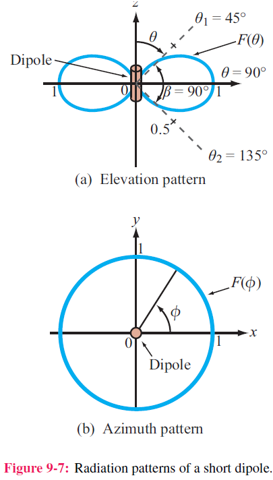 z
θ₁ = 45°
θ
F(θ)
Dipole
θ = 90°
1
0
β = 90°
1
0.5
θ₂ = 135°
(a) Elevation pattern
y
1
F(ϕ)
ϕ
x
0
1
Dipole
(b) Azimuth pattern
Figure 9-7: Radiation patterns of a short dipole.